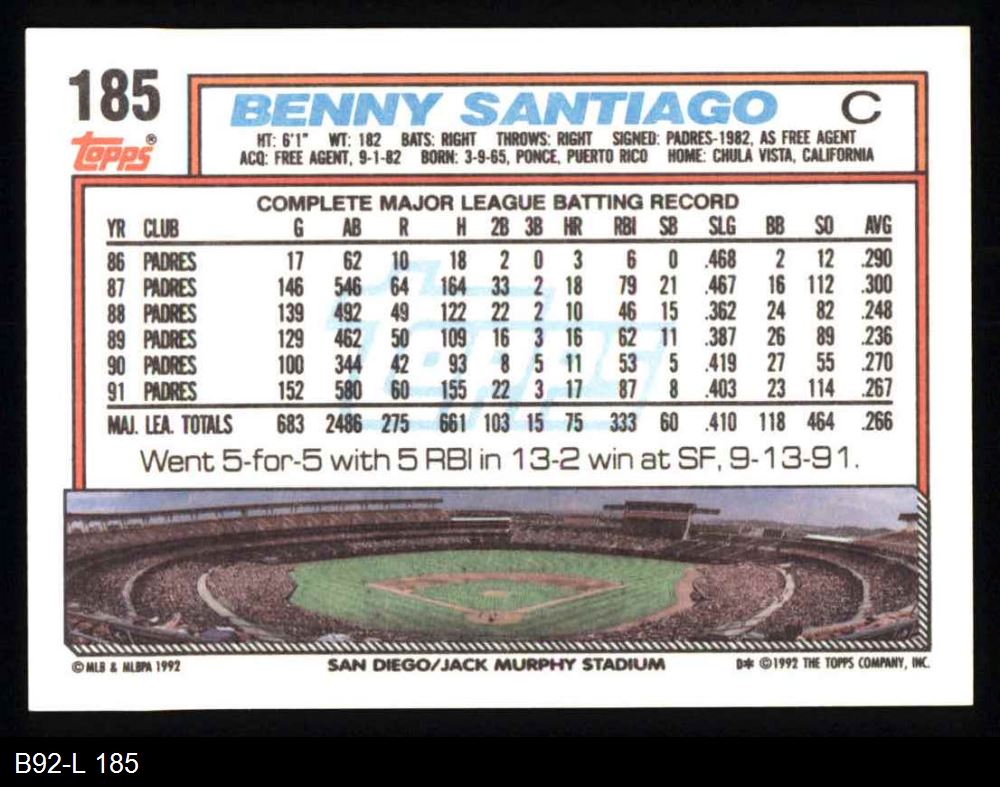 185
Topps®
BENNY SANTIAGO C
HT: 6'1" WT: 182 BATS: RIGHT THROWS: RIGHT SIGNED: PADRES-1982, AS FREE AGENT
ACQ: FREE AGENT, 9-1-82 BORN: 3-9-65, PONCE, PUERTO RICO HOME: CHULA VISTA, CALIFORNIA
COMPLETE MAJOR LEAGUE BATTING RECORD
YR CLUB G AB R H 2B 3B HR RBI SB SLG BB SO AVG
86 PADRES 17 62 10 18 2 0 3 6 0 .468 2 12 .290
87 PADRES 146 546 64 164 33 2 18 79 21 .467 16 112 .300
88 PADRES 139 492 49 122 22 2 10 46 15 .362 24 82 .248
89 PADRES 129 462 50 109 16 3 16 62 11 .387 26 89 .236
90 PADRES 100 344 42 93 8 5 11 53 5 .419 27 55 .270
91 PADRES 152 580 60 155 22 3 17 87 8 .403 23 114 .267
MAJ. LEA. TOTALS 683 2486 275 661 103 15 75 333 60 .410 118 464 .266
Topps
Went 5-for-5 with 5 RBI in 13-2 win at SF, 9-13-91.
© MLB & MLBPA 1992 SAN DIEGO/JACK MURPHY STADIUM D* ©1992 THE TOPPS COMPANY, INC.
B92-L 185